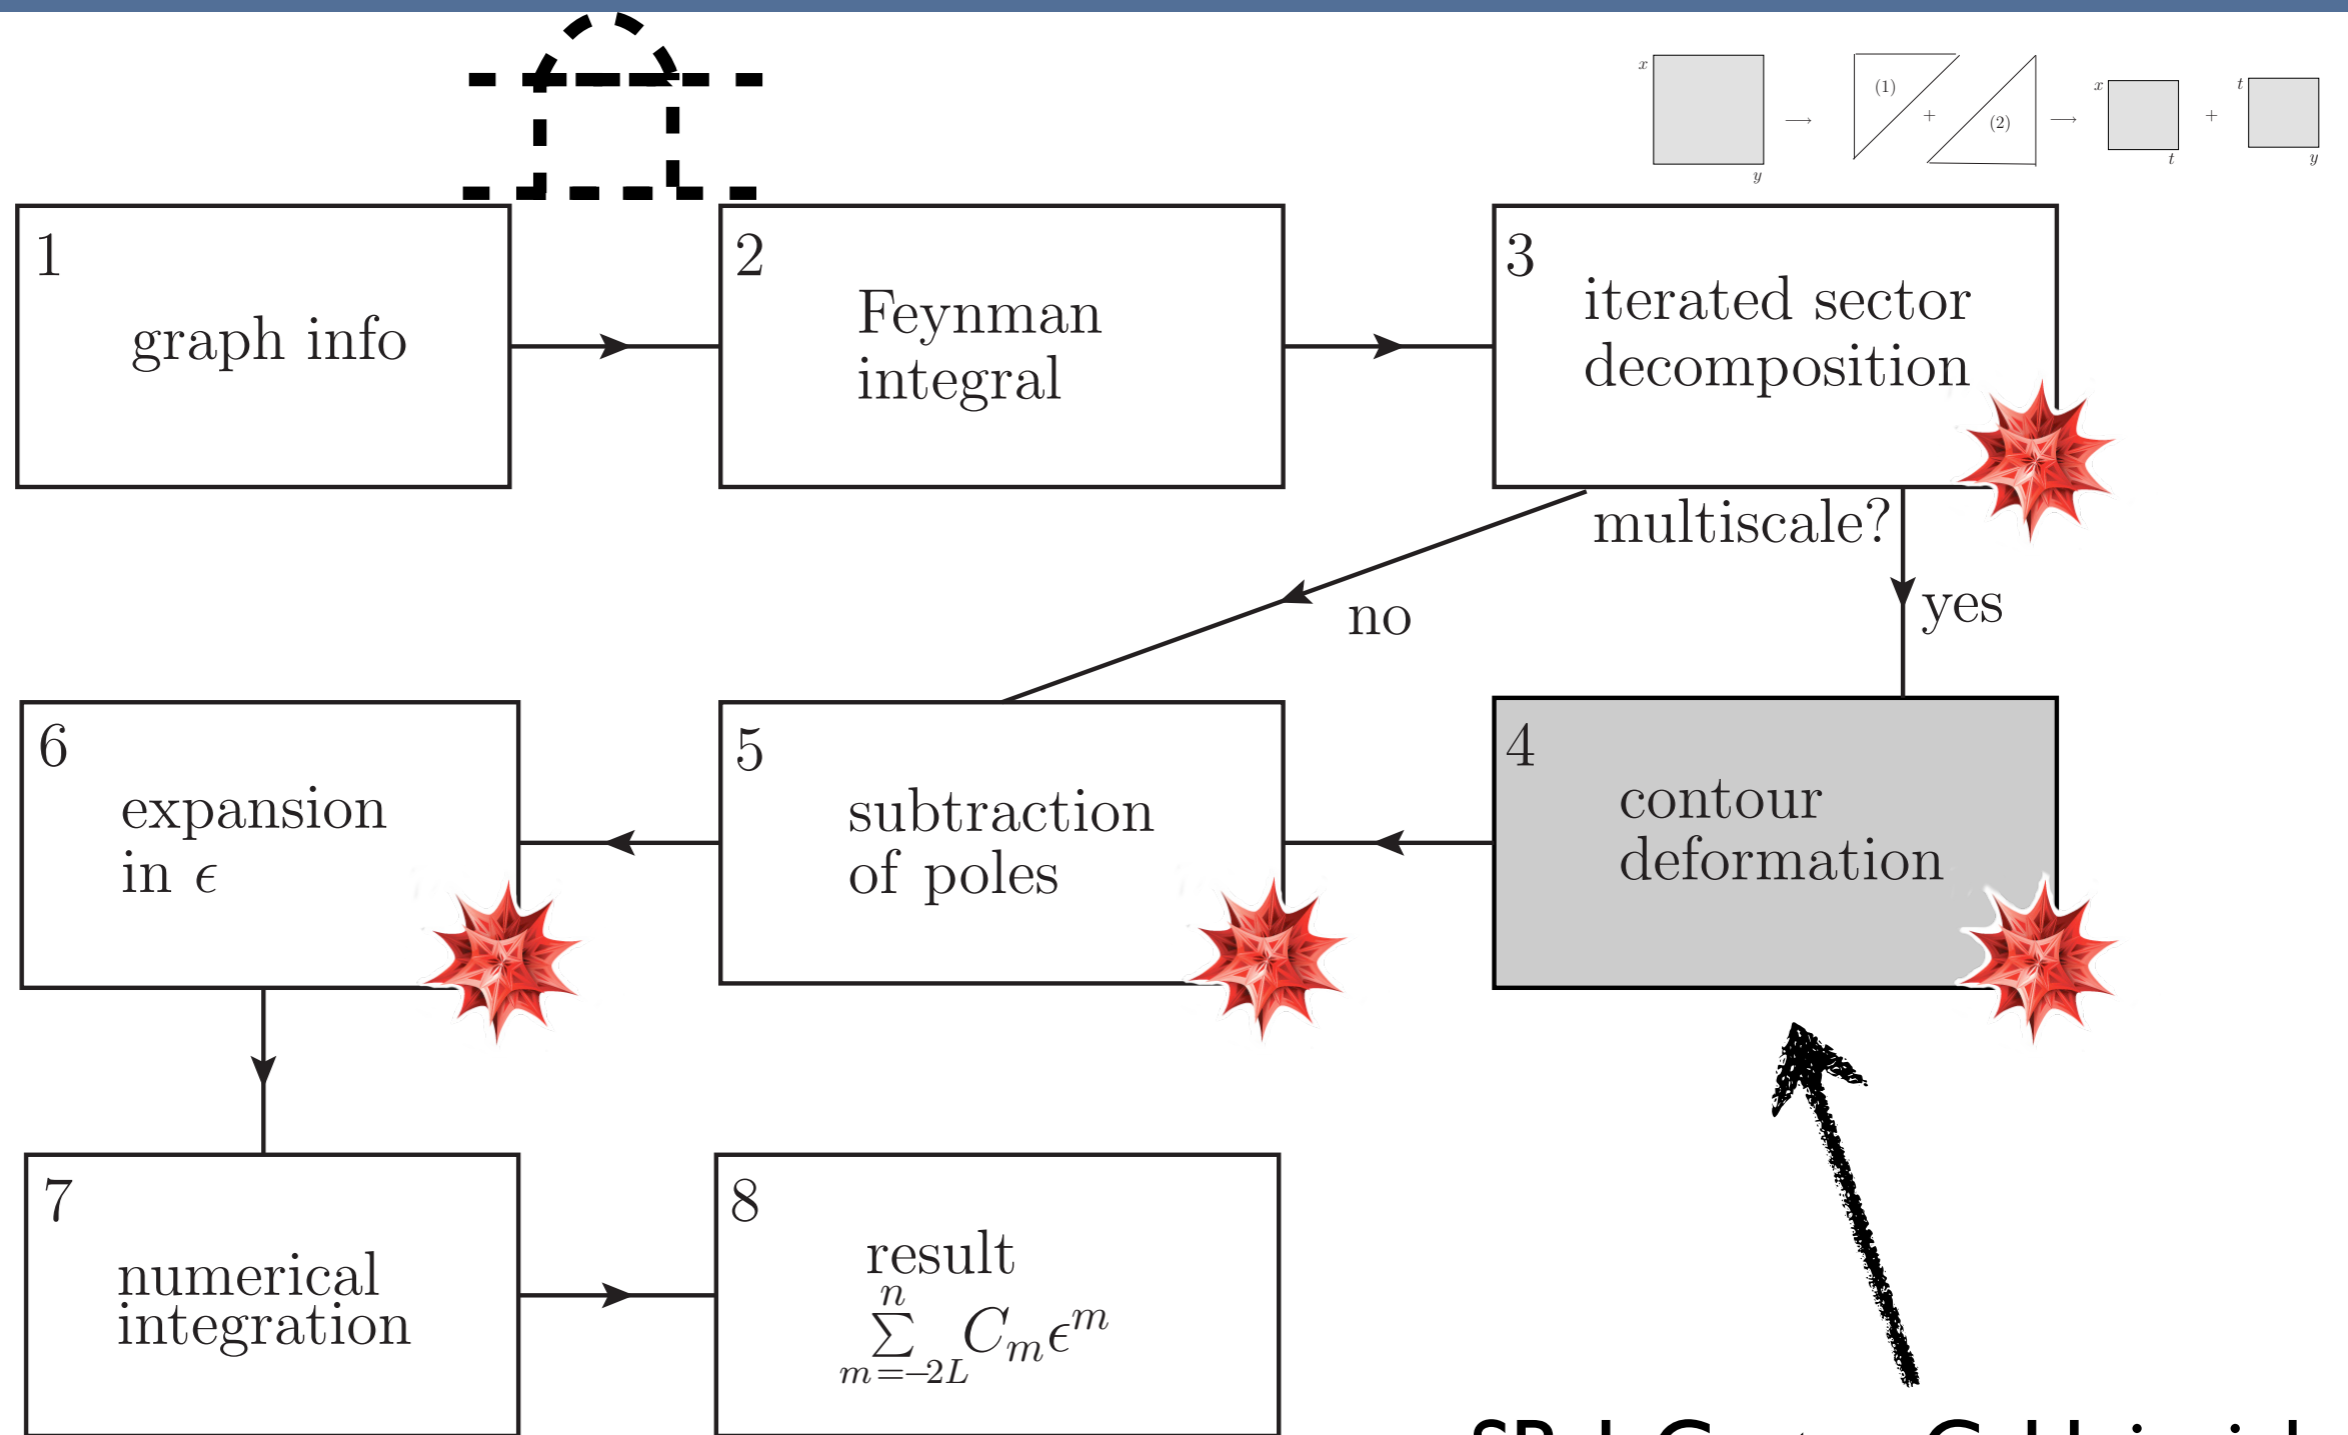 x
y
⟶
(1)
+
(2)
⟶
x
t
+
t
y
1
graph info
2
Feynman
integral
3
iterated sector
decomposition
multiscale?
no
yes
6
expansion
in ϵ
5
subtraction
of poles
4
contour
deformation
7
numerical
integration
8
result
n
∑ C_m ϵ^m
m=−2L